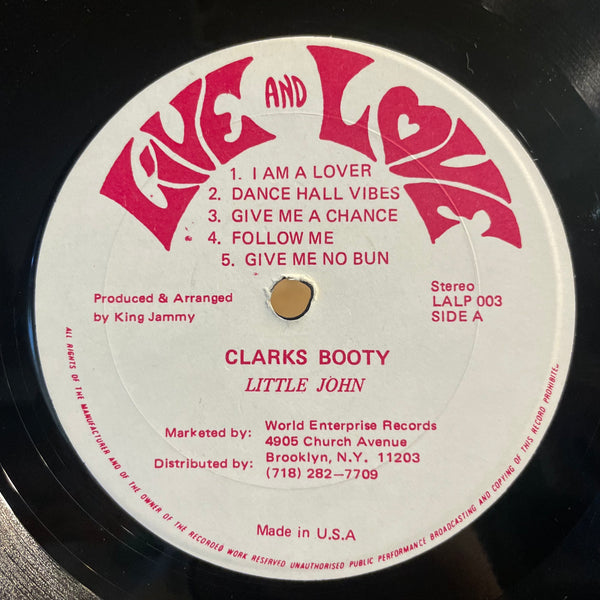 LIVE AND LOVE
1. I AM A LOVER
2. DANCE HALL VIBES
3. GIVE ME A CHANCE
4. FOLLOW ME
5. GIVE ME NO BUN
Produced & Arranged
by King Jammy
Stereo
LALP 003
SIDE A
CLARKS BOOTY
LITTLE JOHN
Marketed by:
Distributed by:
World Enterprise Records
4905 Church Avenue
Brooklyn, N.Y. 11203
(718) 282-7709
Made in U.S.A
ALL RIGHTS OF THE MANUFACTURER AND OF THE OWNER OF THE RECORDED WORK RESERVED UNAUTHORISED PUBLIC PERFORMANCE BROADCASTING AND COPYING OF THIS RECORD PROHIBITE.